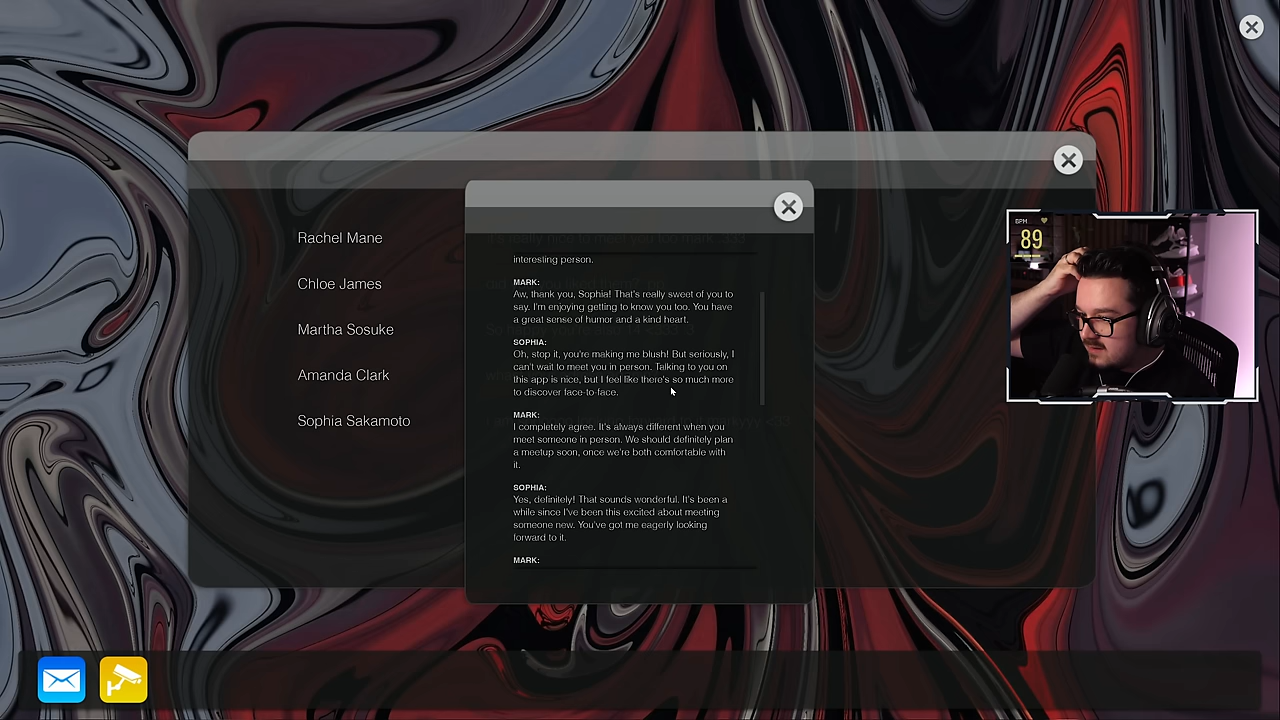 Rachel Mane
Chloe James
Martha Sosuke
Amanda Clark
Sophia Sakamoto
interesting person.
MARK:
Aw, thank you, Sophia! That's really sweet of you to
say. I'm enjoying getting to know you too. You have
a great sense of humor and a kind heart.
SOPHIA:
Oh, stop it, you're making me blush! But seriously, I
can't wait to meet you in person. Talking to you on
this app is nice, but I feel like there's so much more
to discover face-to-face.
MARK:
I completely agree. It's always different when you
meet someone in person. We should definitely plan
a meetup soon, once we're both comfortable with
it.
SOPHIA:
Yes, definitely! That sounds wonderful. It's been a
while since I've been this excited about meeting
someone new. You've got me eagerly looking
forward to it.
MARK:
BPM
89